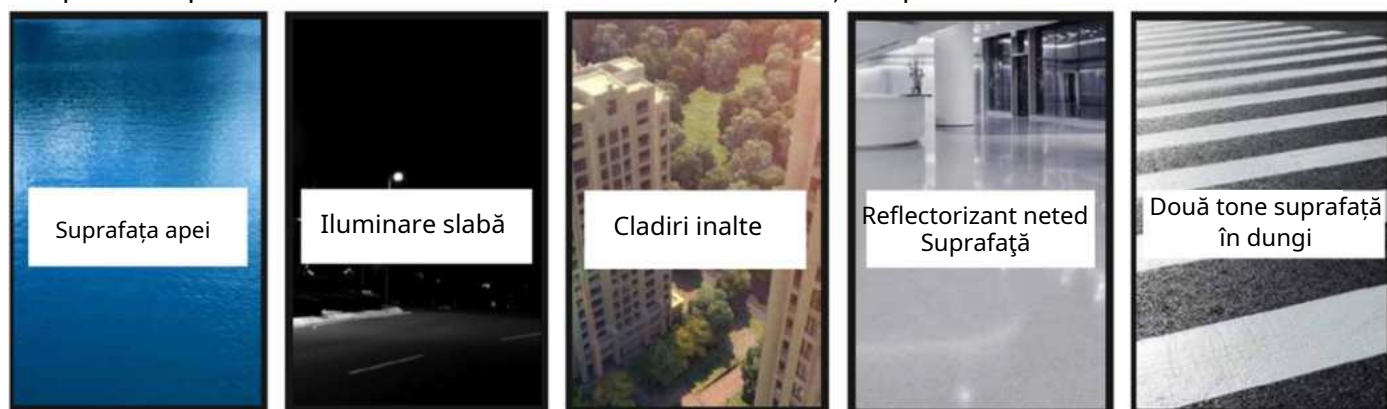 Suprafața apei
Iluminare slabă
Cladiri inalte
Reflectorizant neted
Suprafaţă
Două tone suprafață
în dungi